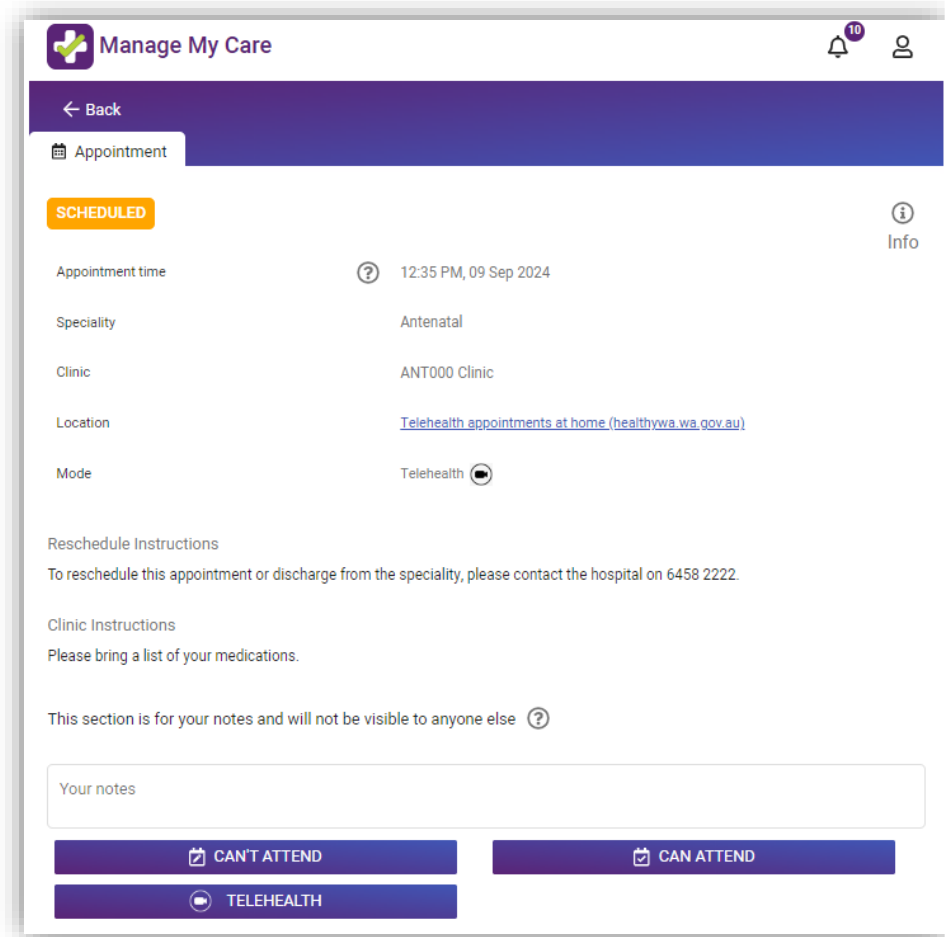 Manage My Care
10
← Back
Appointment
SCHEDULED
Info
Appointment time ? 12:35 PM, 09 Sep 2024
Speciality Antenatal
Clinic ANT000 Clinic
Location Telehealth appointments at home (healthywa.wa.gov.au)
Mode Telehealth
Reschedule Instructions
To reschedule this appointment or discharge from the speciality, please contact the hospital on 6458 2222.
Clinic Instructions
Please bring a list of your medications.
This section is for your notes and will not be visible to anyone else ?
Your notes
CAN'T ATTEND CAN ATTEND
TELEHEALTH